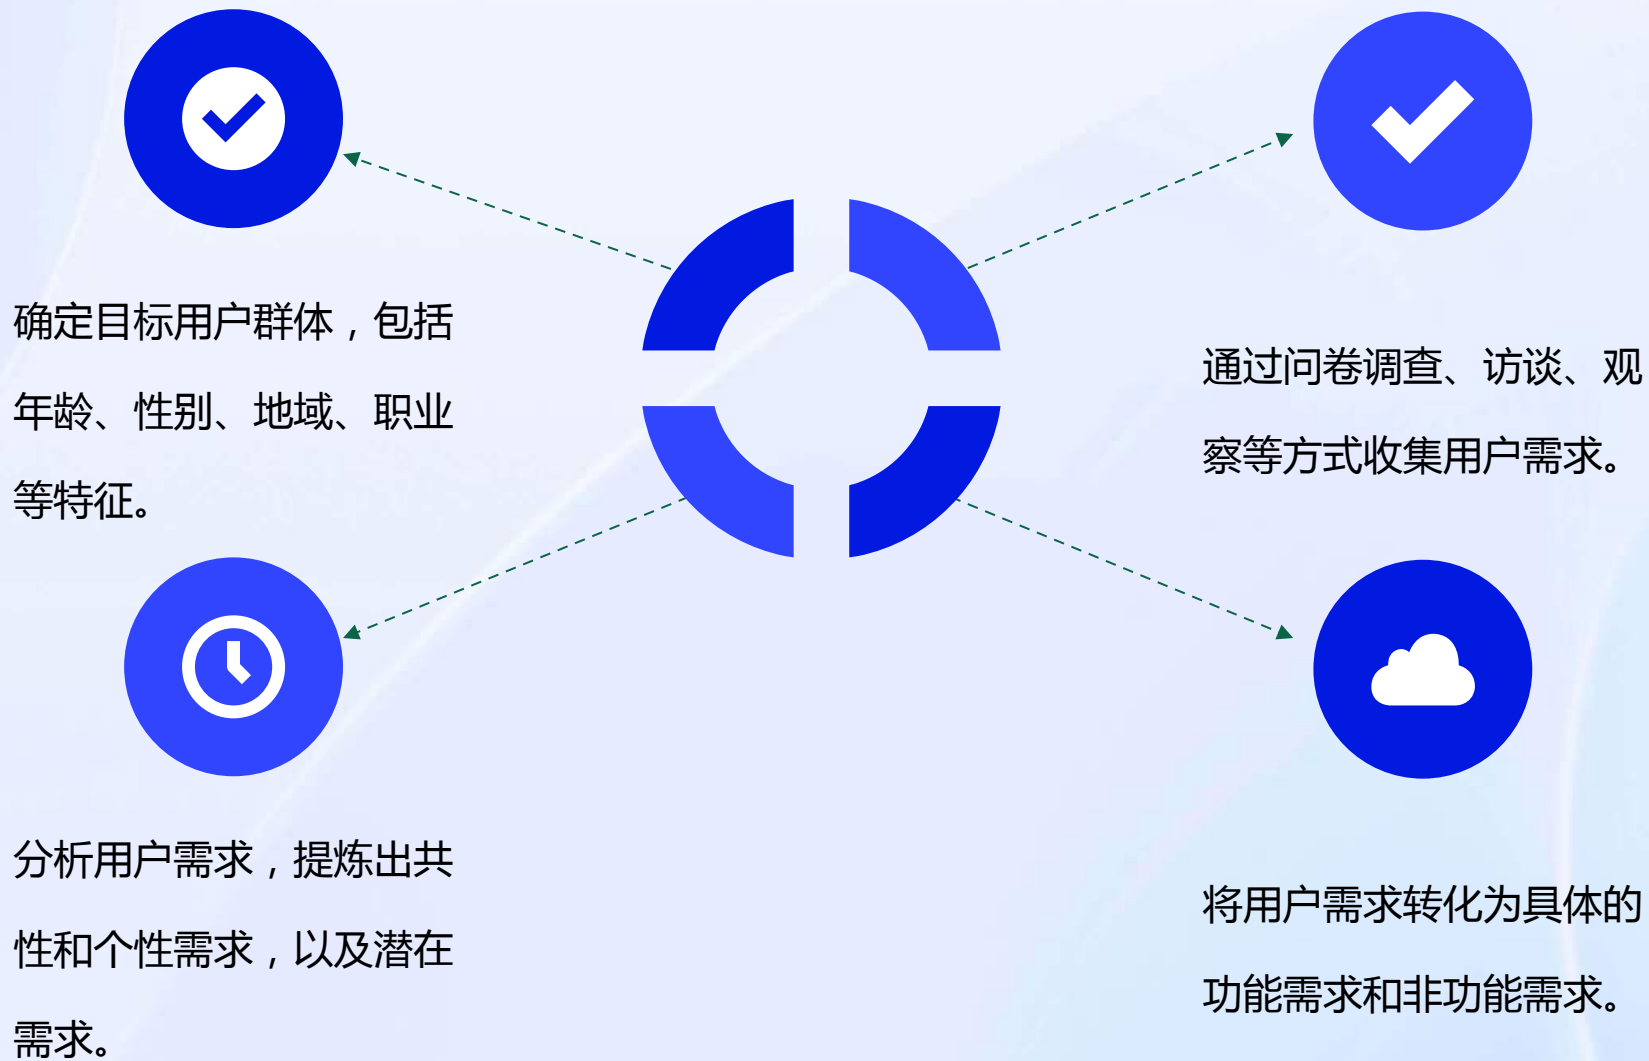 确定目标用户群体，包括
年龄、性别、地域、职业
等特征。
通过问卷调查、访谈、观
察等方式收集用户需求。
分析用户需求，提炼出共
性和个性需求，以及潜在
需求。
将用户需求转化为具体的
功能需求和非功能需求。